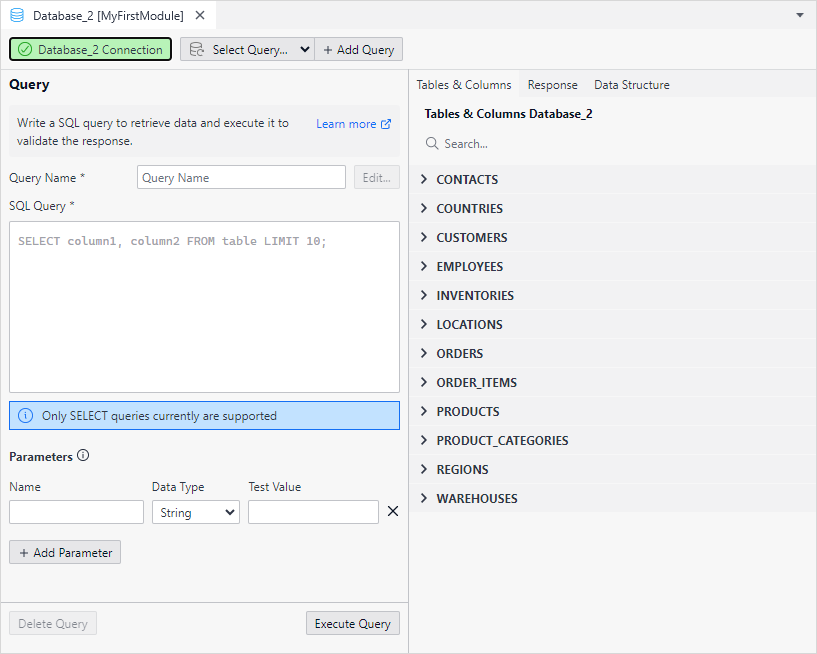 Database_2 [MyFirstModule]
Database_2 Connection
Select Query...
+ Add Query
Query
Write a SQL query to retrieve data and execute it to
validate the response.
Learn more
Query Name *
Query Name
Edit...
SQL Query *
SELECT column1, column2 FROM table LIMIT 10;
Only SELECT queries currently are supported
Parameters
Name
Data Type
Test Value
String
+ Add Parameter
Delete Query
Execute Query
Tables & Columns
Response
Data Structure
Tables & Columns Database_2
Search...
CONTACTS
COUNTRIES
CUSTOMERS
EMPLOYEES
INVENTORIES
LOCATIONS
ORDERS
ORDER_ITEMS
PRODUCTS
PRODUCT_CATEGORIES
REGIONS
WAREHOUSES